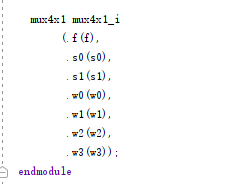 mux4x1 mux4x1_i
(.f(f),
.s0(s0),
.s1(s1),
.w0(w0),
.w1(w1),
.w2(w2),
.w3(w3));
endmodule